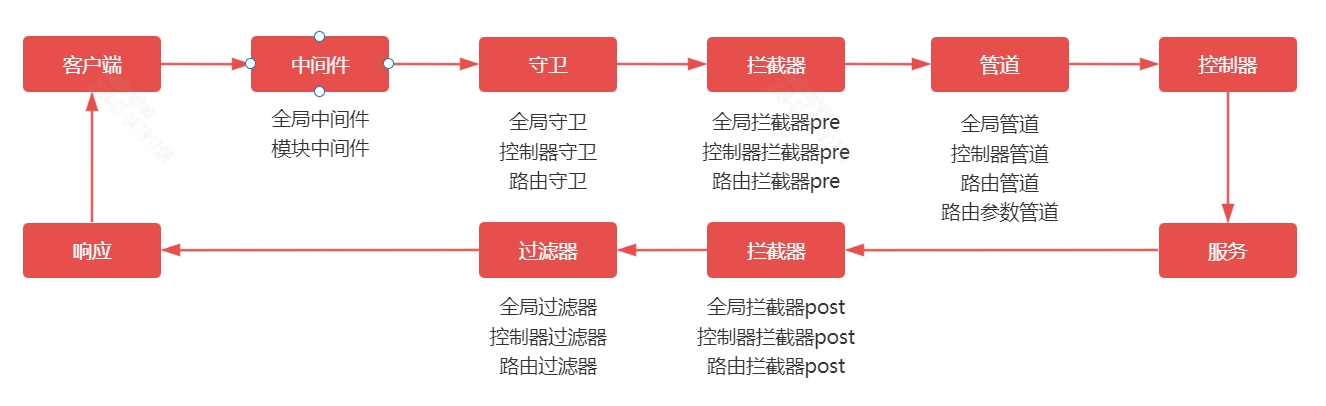 客户端
中间件
守卫
拦截器
管道
控制器
全局中间件
模块中间件
全局守卫
控制器守卫
路由守卫
全局拦截器pre
控制器拦截器pre
路由拦截器pre
全局管道
控制器管道
路由管道
路由参数管道
响应
过滤器
拦截器
服务
全局过滤器
控制器过滤器
路由过滤器
全局拦截器post
控制器拦截器post
路由拦截器post